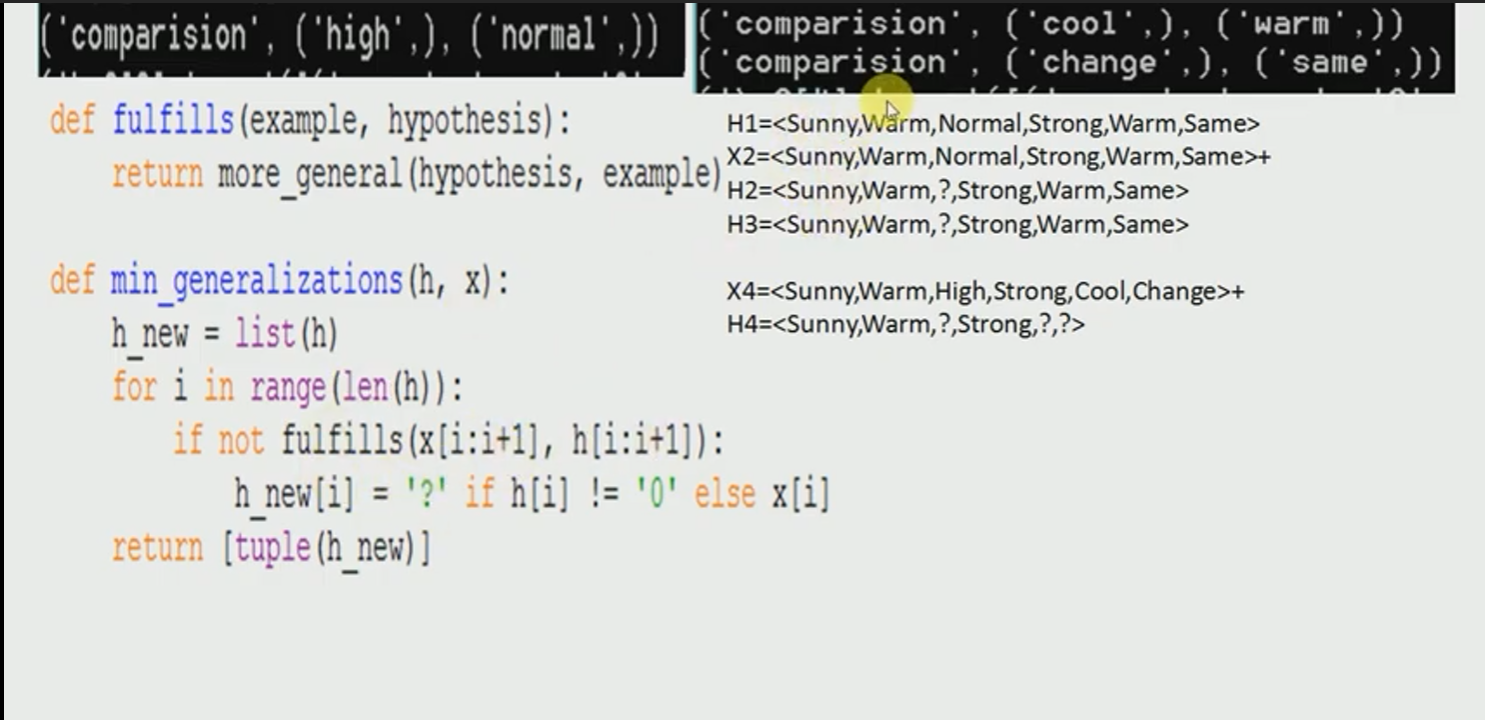 ('comparision', ('high',), ('normal',))
('comparision', ('cool',), ('warm',))
('comparision', ('change',), ('same',))
def fulfills(example, hypothesis):
    return more_general(hypothesis, example)
def min_generalizations(h, x):
    h_new = list(h)
    for i in range(len(h)):
        if not fulfills(x[i:i+1], h[i:i+1]):
            h_new[i] = '?' if h[i] != '0' else x[i]
    return [tuple(h_new)]
H1=<Sunny,Warm,Normal,Strong,Warm,Same>
X2=<Sunny,Warm,Normal,Strong,Warm,Same>+
H2=<Sunny,Warm,?,Strong,Warm,Same>
H3=<Sunny,Warm,?,Strong,Warm,Same>
X4=<Sunny,Warm,High,Strong,Cool,Change>+
H4=<Sunny,Warm,?,Strong,?,?>